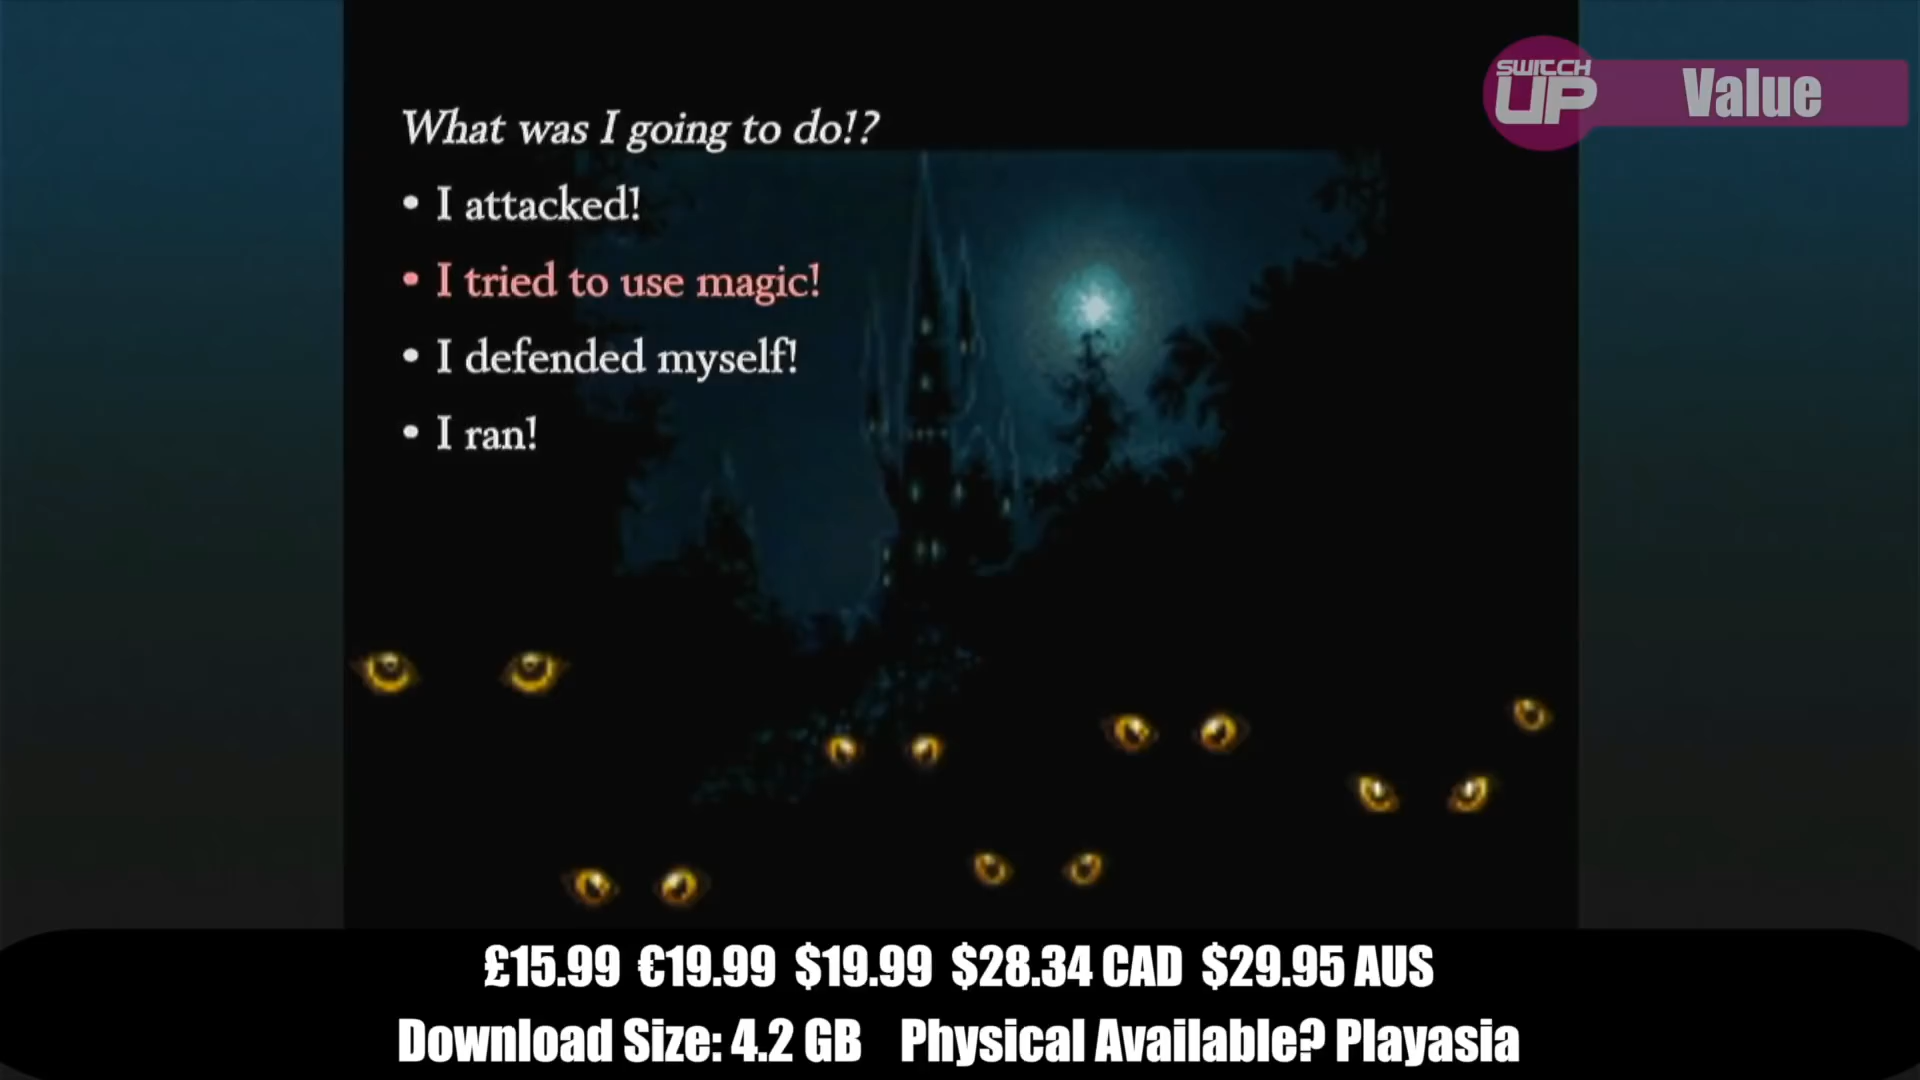 SWITCH UP Value
What was I going to do!?
• I attacked!
• I tried to use magic!
• I defended myself!
• I ran!
£15.99 €19.99 $19.99 $28.34 CAD $29.95 AUS
Download Size: 4.2 GB Physical Available? Playasia